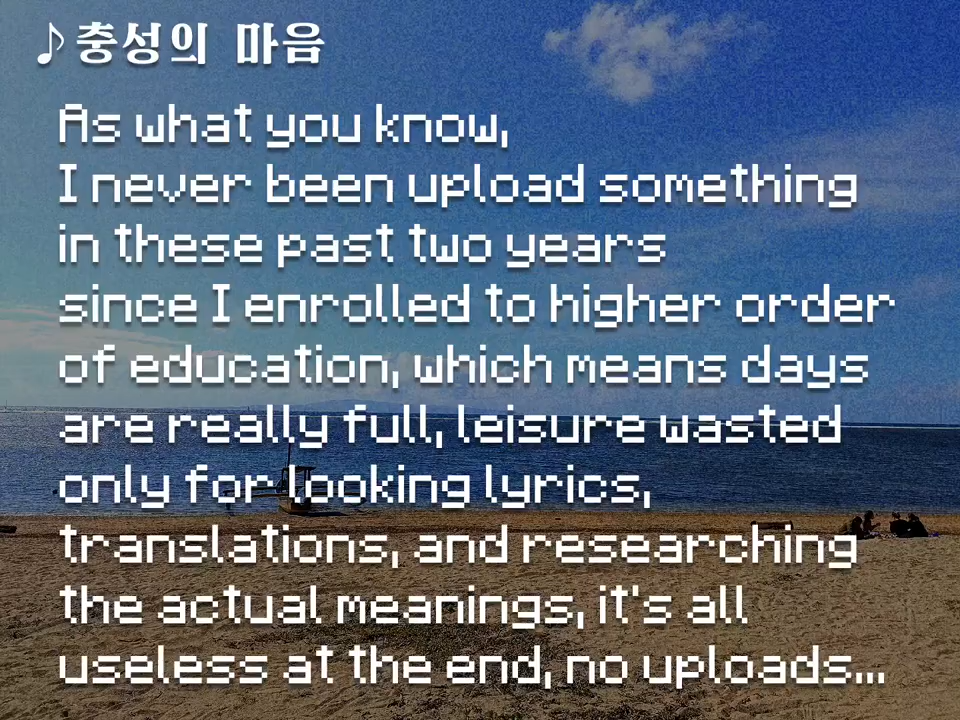 ♪충성의 마음
As what you know,
I never been upload something
in these past two years
since I enrolled to higher order
of education, which means days
are really full, leisure wasted
only for looking lyrics,
translations, and researching
the actual meanings, it's all
useless at the end, no uploads...